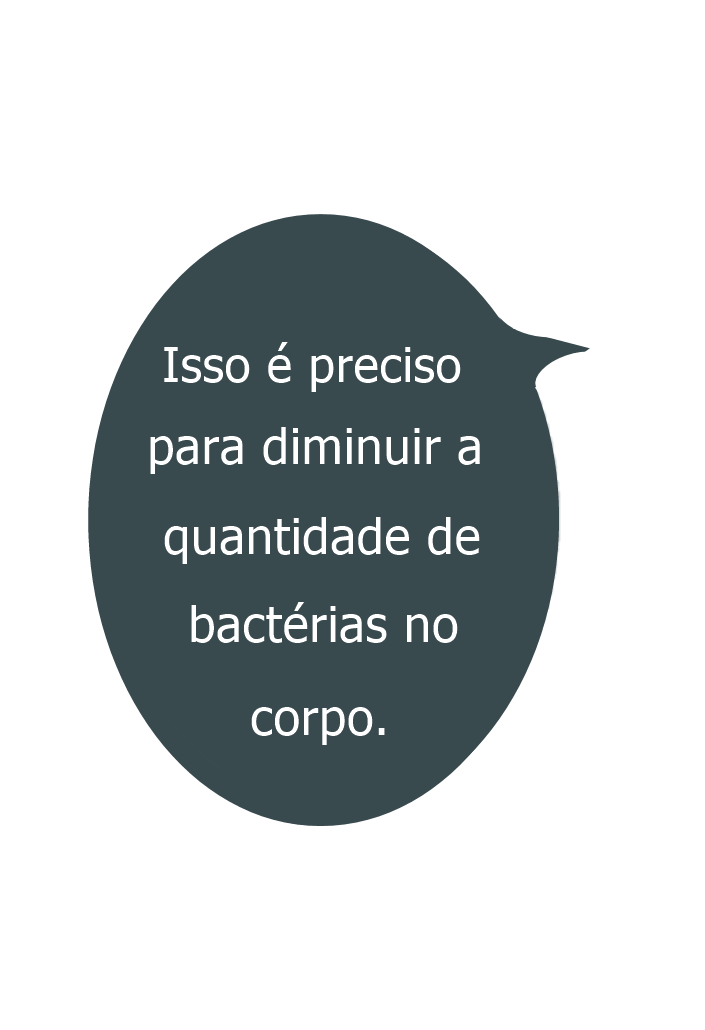 Isso é preciso
para diminuir a
quantidade de
bactérias no
corpo.